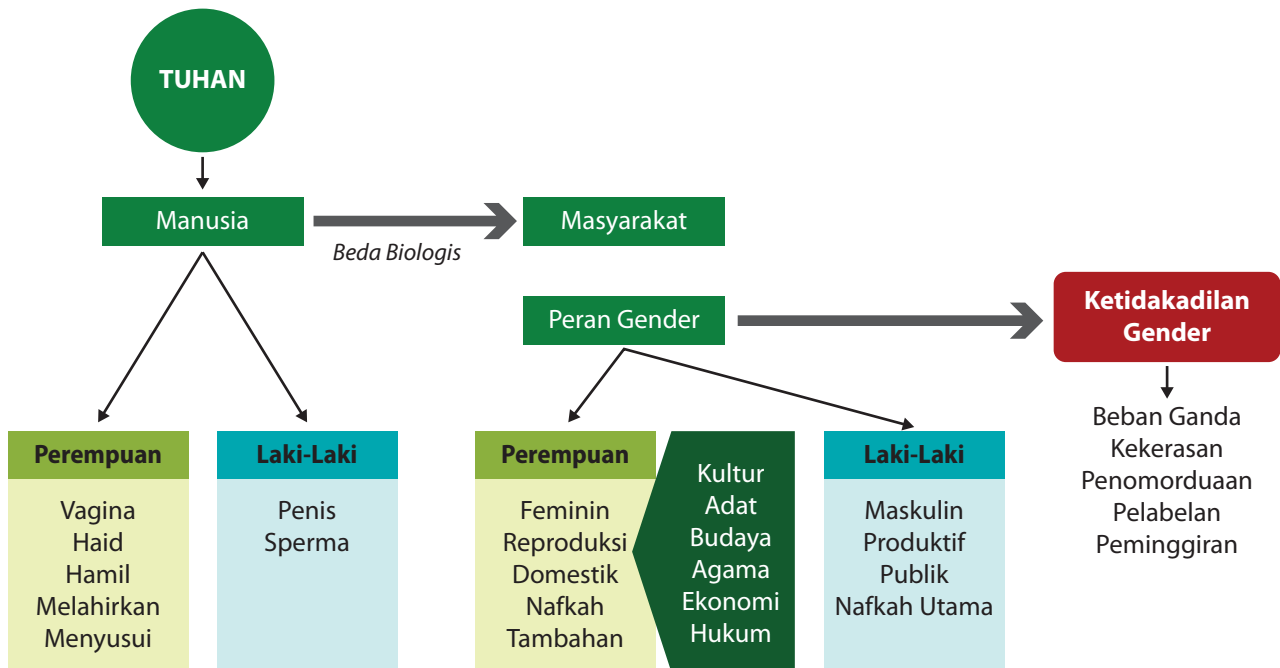 TUHAN
Manusia
Beda Biologis
Masyarakat
Peran Gender
Ketidakadilan
Gender
Perempuan
Vagina
Haid
Hamil
Melahirkan
Menyusui
Laki-Laki
Penis
Sperma
Perempuan
Feminin
Reproduksi
Domestik
Nafkah
Tambahan
Kultur
Adat
Budaya
Agama
Ekonomi
Hukum
Laki-Laki
Maskulin
Produktif
Publik
Nafkah Utama
Beban Ganda
Kekerasan
Penomorduaan
Pelabelan
Peminggiran